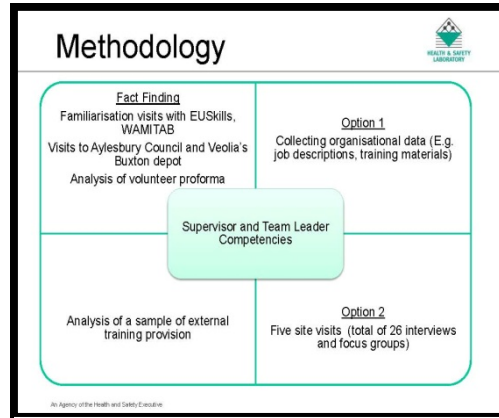 Methodology
HEALTH & SAFETY
LABORATORY
Fact Finding
Familiarisation visits with EUSkills,
WAMITAB
Visits to Aylesbury Council and Veolia's
Buxton depot
Analysis of volunteer proforma
Option 1
Collecting organisational data (E.g.
job descriptions, training materials)
Supervisor and Team Leader
Competencies
Analysis of a sample of external
training provision
Option 2
Five site visits (total of 26 interviews
and focus groups)
An Agency of the Health and Safety Executive